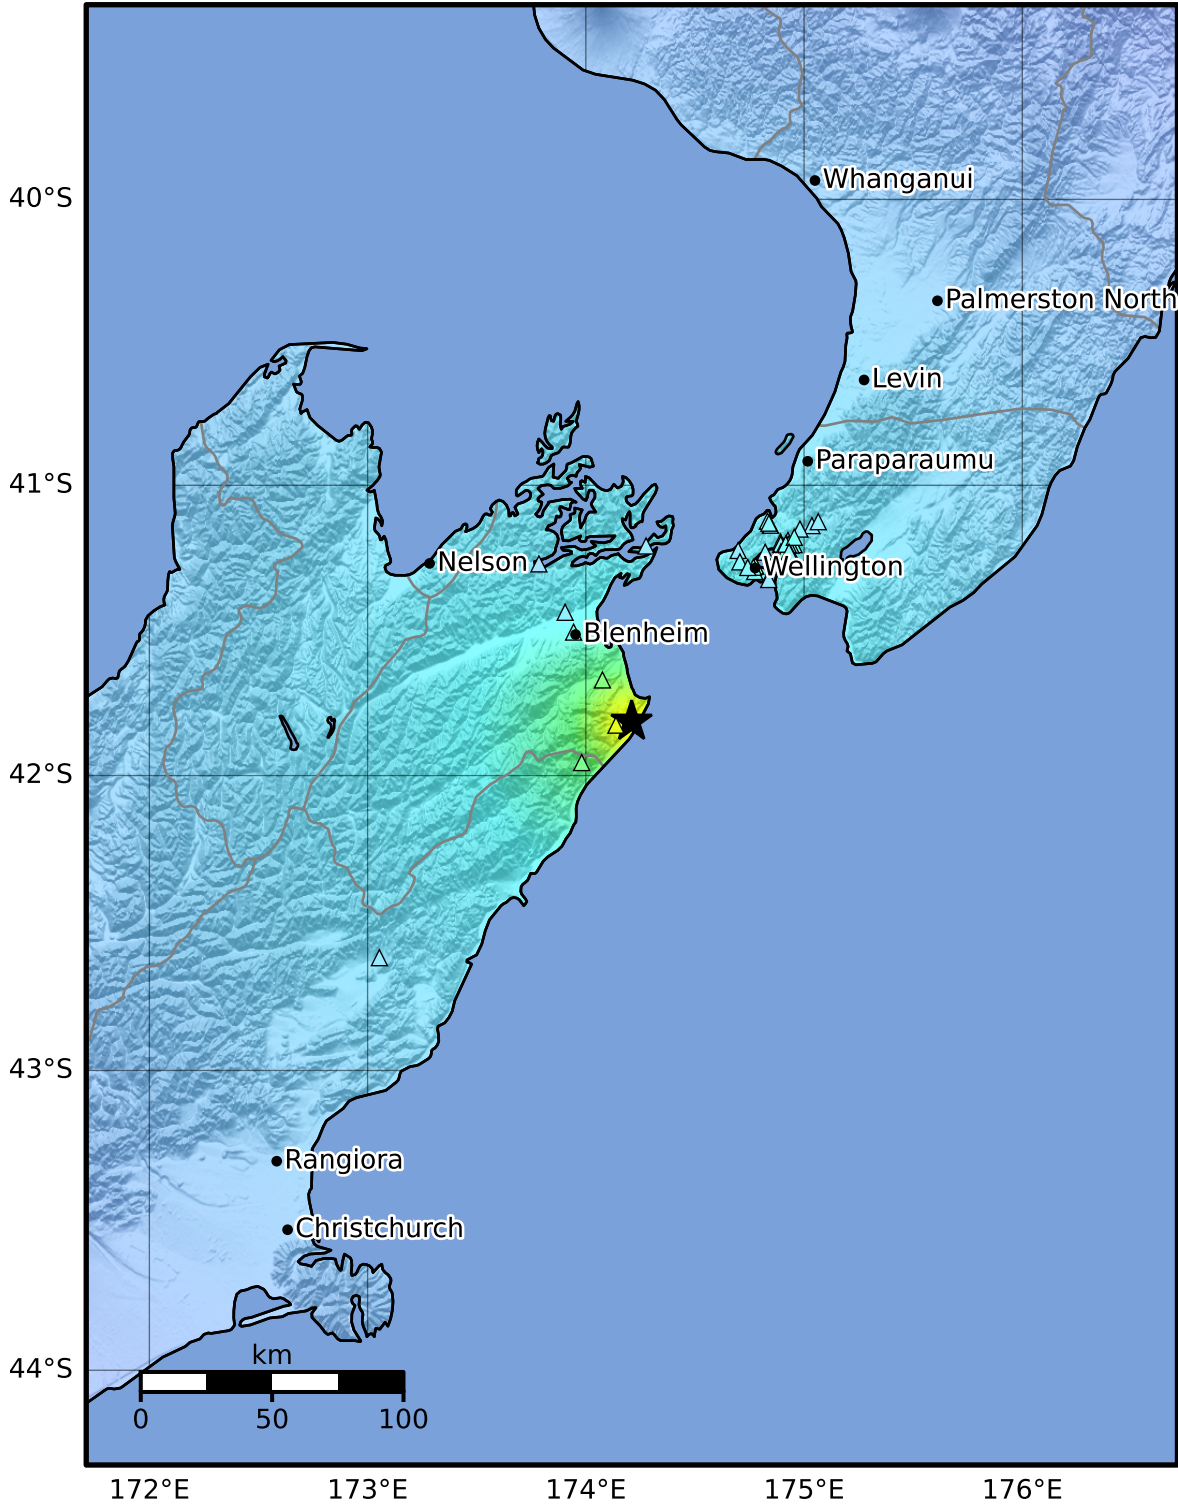 Whanganui
40°S
Palmerston North
Levin
Paraparaumu
41°S
Nelson
Wellington
Blenheim
42°S
43°S
Rangiora
Christchurch
km
44°S
0 50 100
172°E 173°E 174°E 175°E 176°E